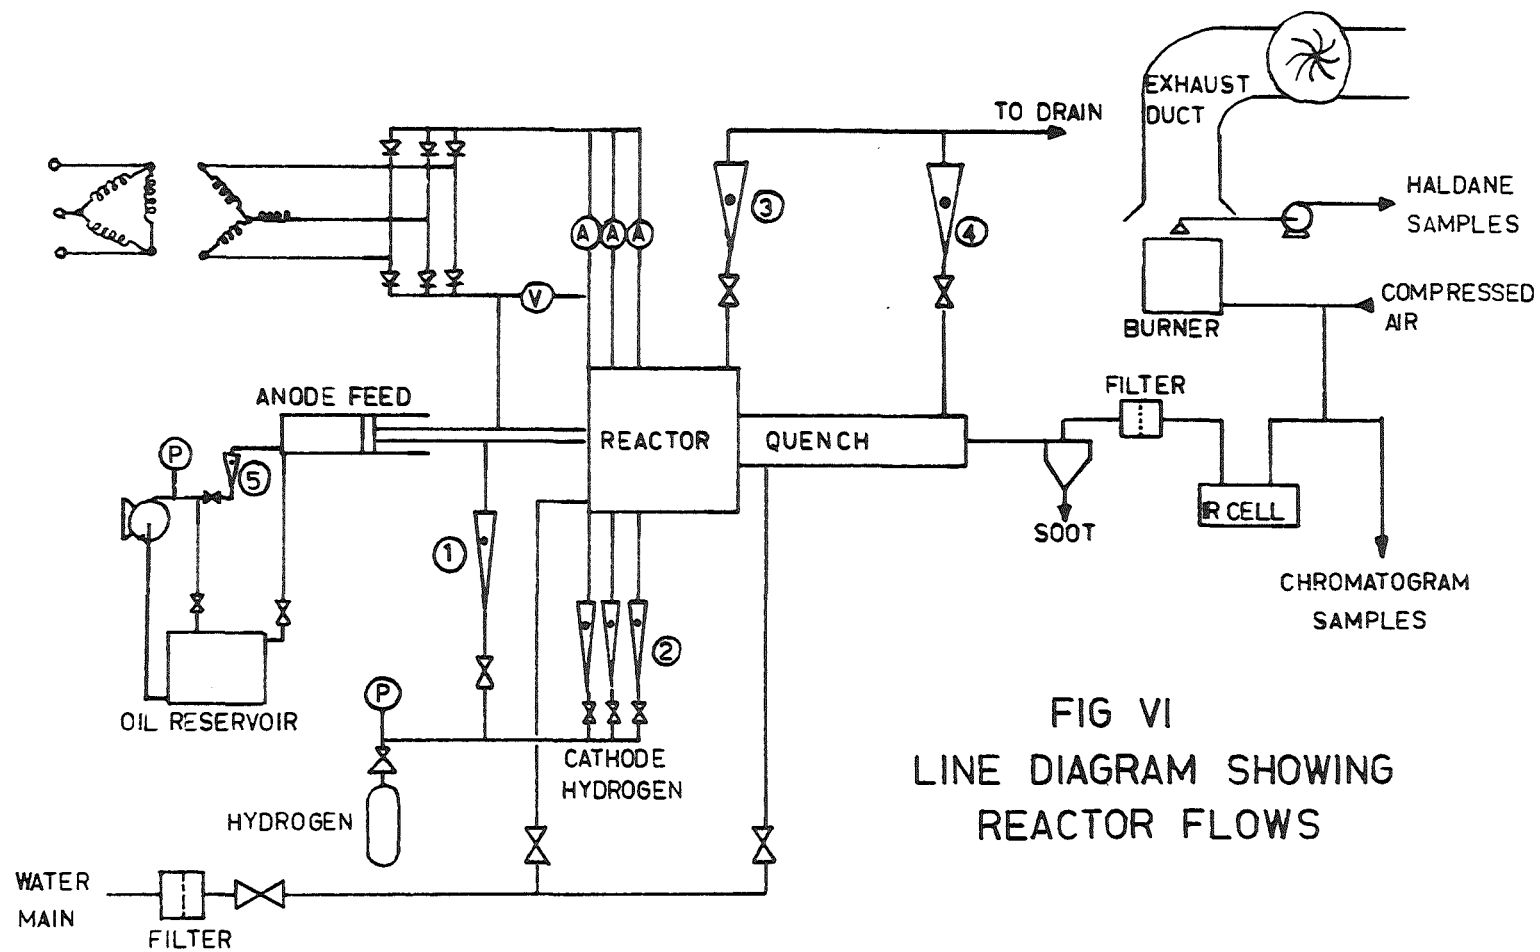 EXHAUST
DUCT
TO DRAIN
HALDANE
SAMPLES
3
4
A
A
A
V
COMPRESSED
AIR
BURNER
FILTER
ANODE FEED
REACTOR
QUENCH
P
5
IR CELL
SOOT
1
CHROMATOGRAM
SAMPLES
2
P
OIL RESERVOIR
CATHODE
HYDROGEN
HYDROGEN
FIG VI
LINE DIAGRAM SHOWING
REACTOR FLOWS
WATER
MAIN
FILTER